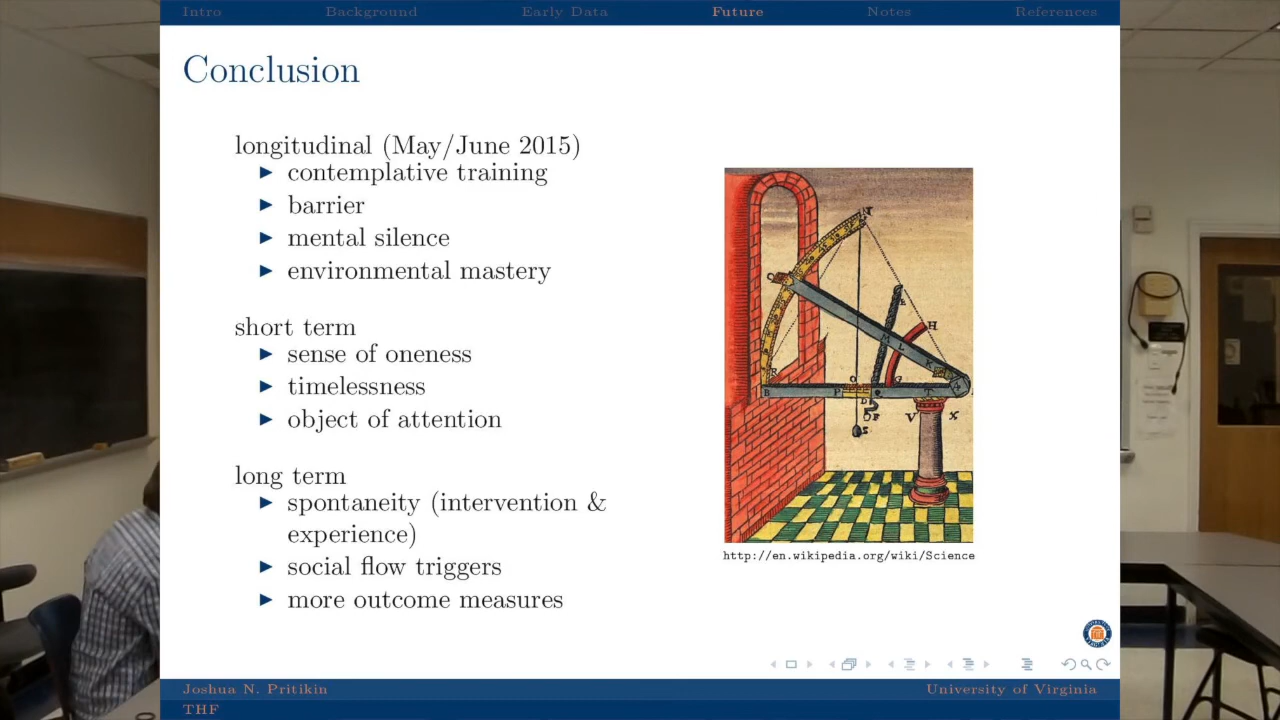 Intro Background Early Data Future Notes References
Conclusion
longitudinal (May/June 2015)
contemplative training
barrier
mental silence
environmental mastery
short term
sense of oneness
timelessness
object of attention
long term
spontaneity (intervention &
experience)
social flow triggers
more outcome measures
http://en.wikipedia.org/wiki/Science
Joshua N. Pritikin University of Virginia
THF